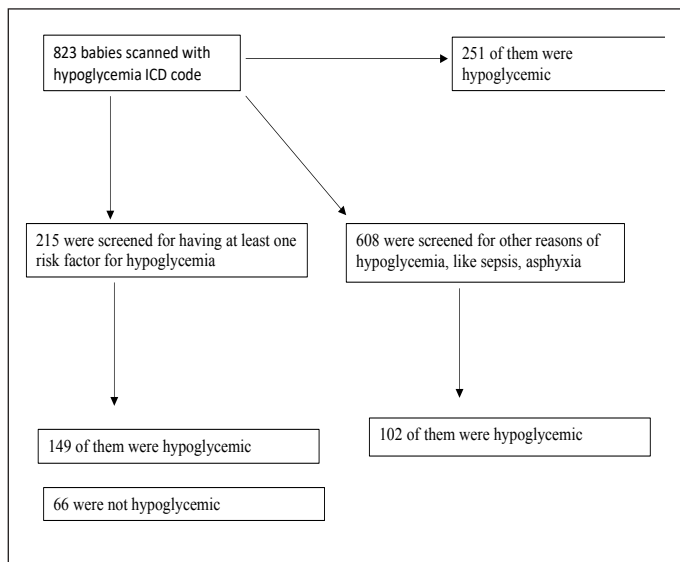 823 babies scanned with
hypoglycemia ICD code
251 of them were
hypoglycemic
215 were screened for having at least one
risk factor for hypoglycemia
608 were screened for other reasons of
hypoglycemia, like sepsis, asphyxia
149 of them were hypoglycemic
102 of them were hypoglycemic
66 were not hypoglycemic